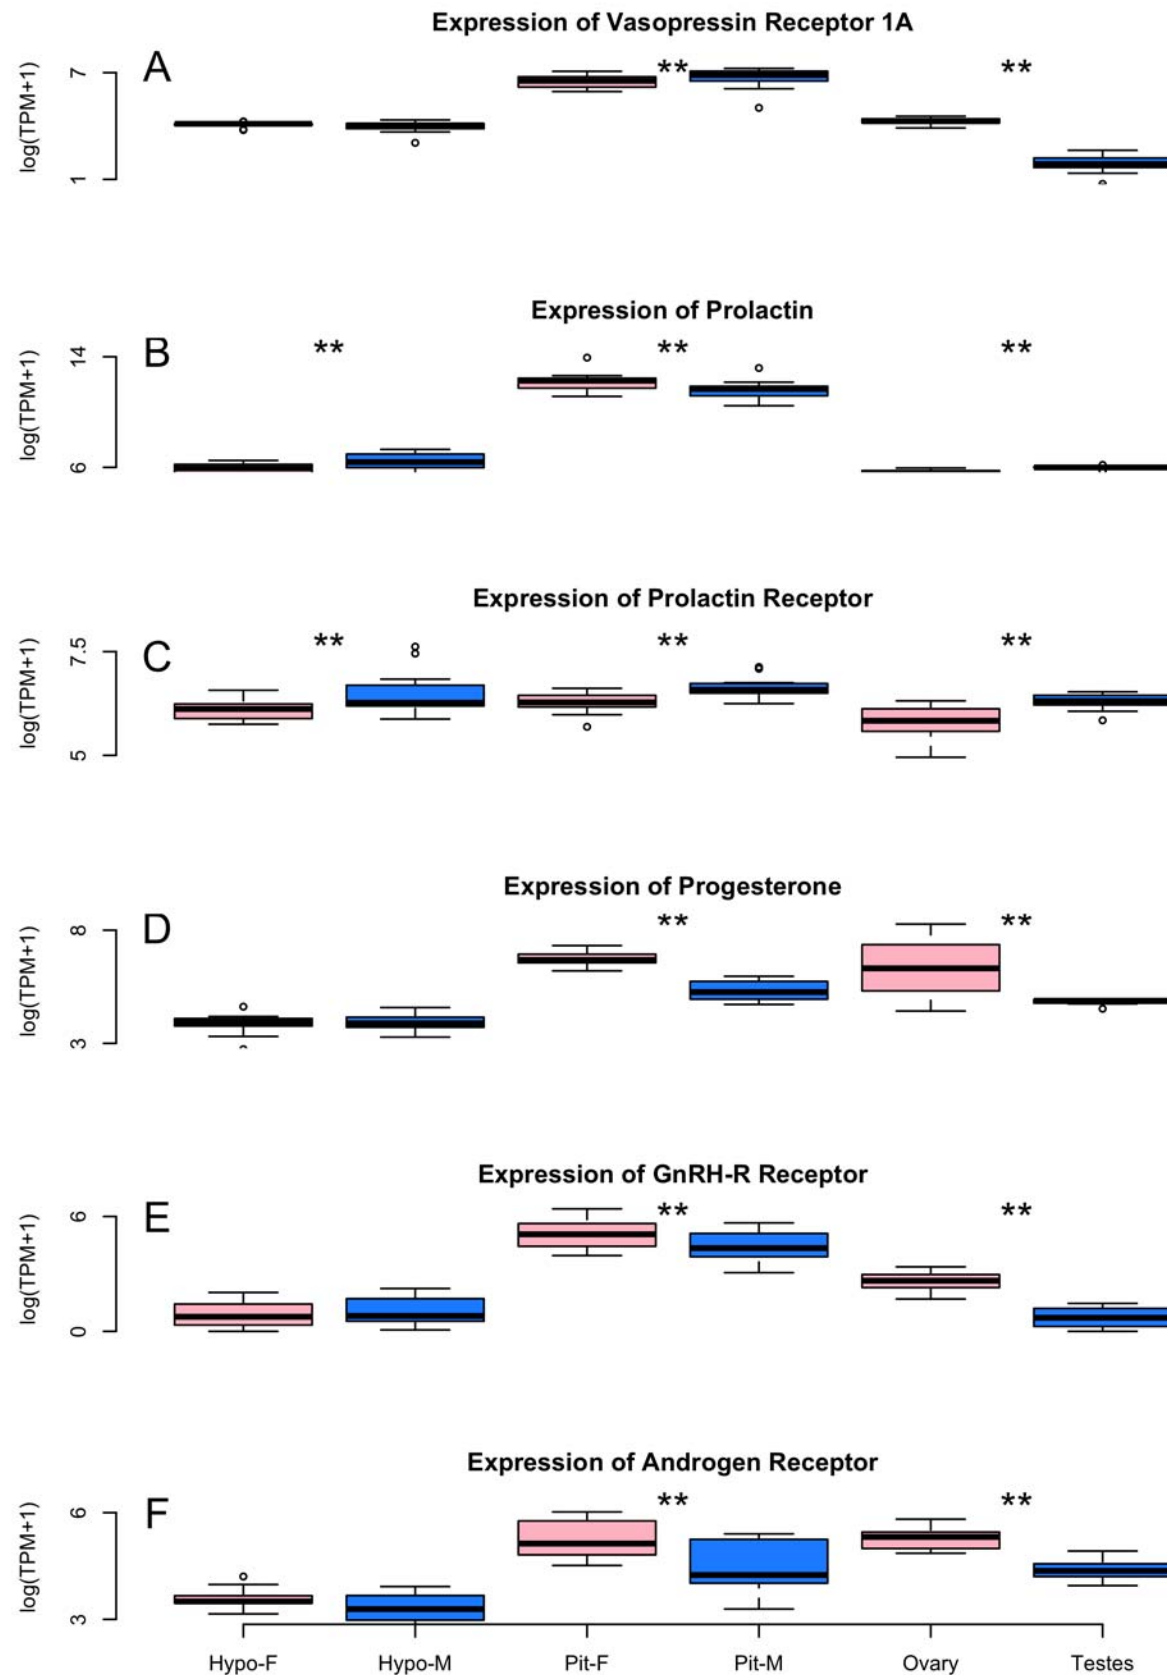 Expression of Vasopressin Receptor 1A
A
log(TPM+1)
7
1
**
**
Expression of Prolactin
B
log(TPM+1)
14
6
**
**
**
Expression of Prolactin Receptor
C
log(TPM+1)
7.5
5
**
**
**
Expression of Progesterone
D
log(TPM+1)
8
3
**
**
Expression of GnRH-R Receptor
E
log(TPM+1)
6
0
**
**
Expression of Androgen Receptor
F
log(TPM+1)
6
3
**
**
Hypo-F Hypo-M Pit-F Pit-M Ovary Testes